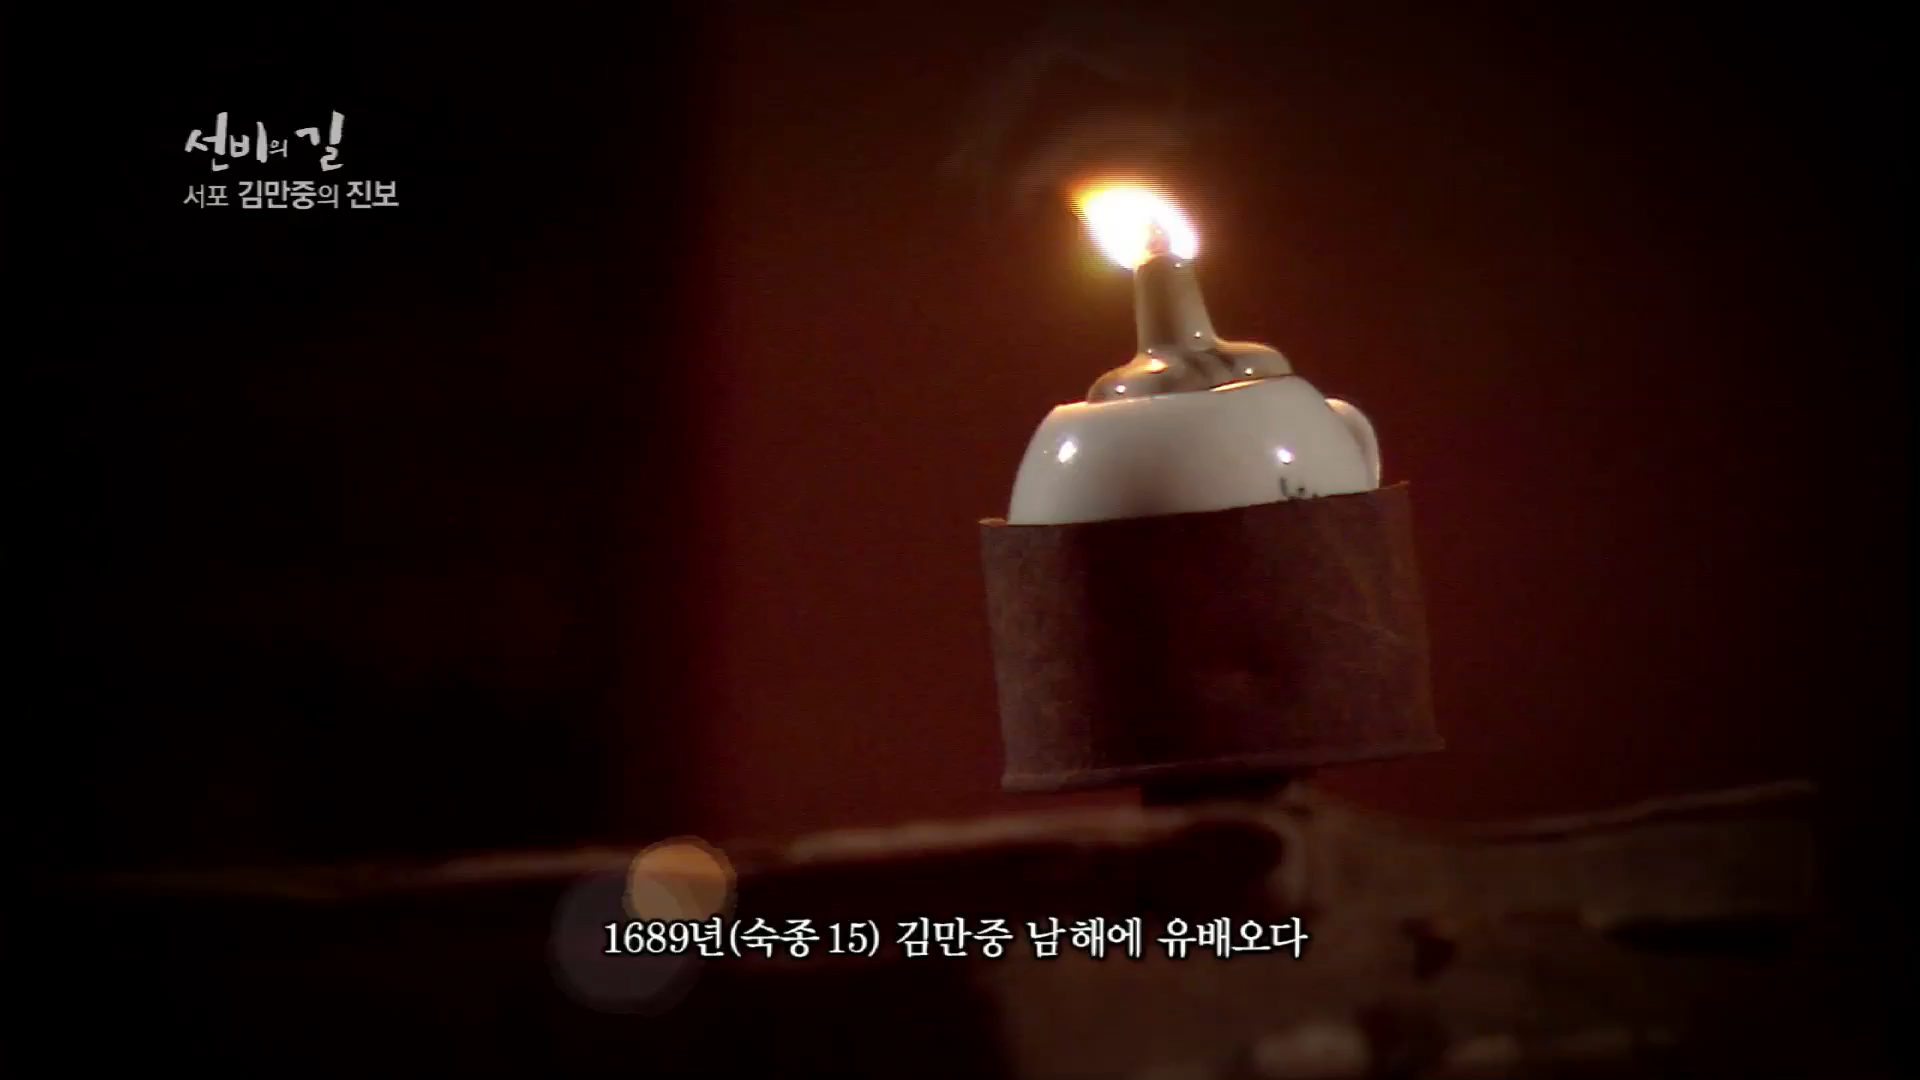 선비의 길
서포 김만중의 진보
1689년(숙종 15) 김만중 남해에 유배오다